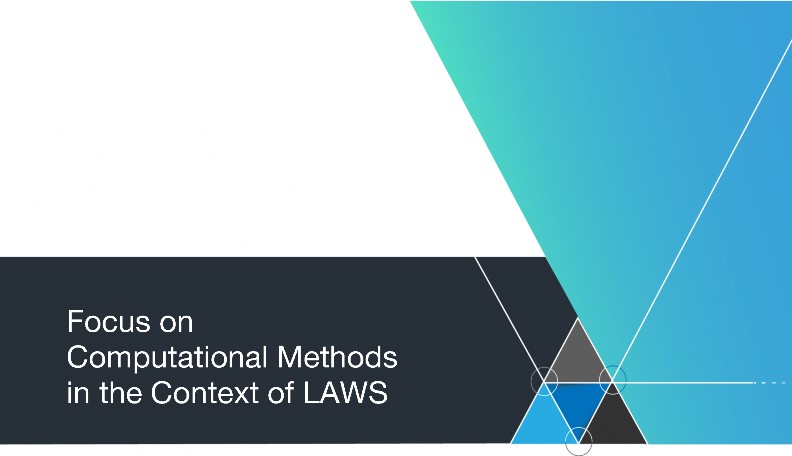 Focus on
Computational Methods
in the Context of LAWS